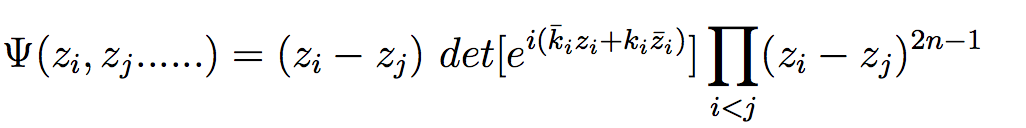 Ψ(z_i, z_j......) = (z_i − z_j) det[e^{i(\bar{k}_i z_i + k_i \bar{z}_i)}] ∏_{i<j} (z_i − z_j)^{2n−1}